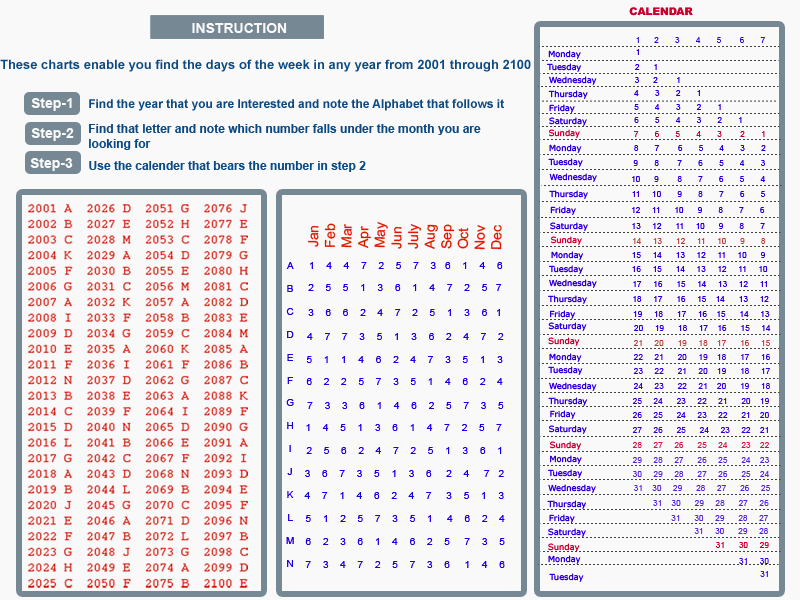 INSTRUCTION
These charts enable you find the days of the week in any year from 2001 through 2100
Step-1 Find the year that you are Interested and note the Alphabet that follows it
Step-2 Find that letter and note which number falls under the month you are
looking for
Step-3 Use the calender that bears the number in step 2
2001 A 2026 D 2051 G 2076 J
2002 B 2027 E 2052 H 2077 E
2003 C 2028 M 2053 C 2078 F
2004 K 2029 A 2054 D 2079 G
2005 F 2030 B 2055 E 2080 H
2006 G 2031 C 2056 M 2081 C
2007 A 2032 K 2057 A 2082 D
2008 I 2033 F 2058 B 2083 E
2009 D 2034 G 2059 C 2084 M
2010 E 2035 A 2060 K 2085 A
2011 F 2036 I 2061 F 2086 B
2012 N 2037 D 2062 G 2087 C
2013 B 2038 E 2063 A 2088 K
2014 C 2039 F 2064 I 2089 F
2015 D 2040 N 2065 D 2090 G
2016 L 2041 B 2066 E 2091 A
2017 G 2042 C 2067 F 2092 I
2018 A 2043 D 2068 N 2093 D
2019 B 2044 L 2069 B 2094 E
2020 J 2045 G 2070 C 2095 F
2021 E 2046 A 2071 D 2096 N
2022 F 2047 B 2072 L 2097 B
2023 G 2048 J 2073 G 2098 C
2024 H 2049 E 2074 A 2099 D
2025 C 2050 F 2075 B 2100 E
Jan Feb Mar Apr May Jun Jul Aug Sep Oct Nov Dec
A 1 4 4 7 2 5 7 3 6 1 4 6
B 2 5 5 1 3 6 1 4 7 2 5 7
C 3 6 6 2 4 7 2 5 1 3 6 1
D 4 7 7 3 5 1 3 6 2 4 7 2
E 5 1 1 4 6 2 4 7 3 5 1 3
F 6 2 2 5 7 3 5 1 4 6 2 4
G 7 3 3 6 1 4 6 2 5 7 3 5
H 1 4 5 1 3 6 1 4 7 2 5 7
I 2 5 6 2 4 7 2 5 1 3 6 1
J 3 6 7 3 5 1 3 6 2 4 7 2
K 4 7 1 4 6 2 4 7 3 5 1 3
L 5 1 2 5 7 3 5 1 4 6 2 4
M 6 2 3 6 1 4 6 2 5 7 3 5
N 7 3 4 7 2 5 7 3 6 1 4 6
CALENDAR
1 2 3 4 5 6 7
Monday 1
Tuesday 2 1
Wednesday 3 2 1
Thursday 4 3 2 1
Friday 5 4 3 2 1
Saturday 6 5 4 3 2 1
Sunday 7 6 5 4 3 2 1
Monday 8 7 6 5 4 3 2
Tuesday 9 8 7 6 5 4 3
Wednesday 10 9 8 7 6 5 4
Thursday 11 10 9 8 7 6 5
Friday 12 11 10 9 8 7 6
Saturday 13 12 11 10 9 8 7
Sunday 14 13 12 11 10 9 8
Monday 15 14 13 12 11 10 9
Tuesday 16 15 14 13 12 11 10
Wednesday 17 16 15 14 13 12 11
Thursday 18 17 16 15 14 13 12
Friday 19 18 17 16 15 14 13
Saturday 20 19 18 17 16 15 14
Sunday 21 20 19 18 17 16 15
Monday 22 21 20 19 18 17 16
Tuesday 23 22 21 20 19 18 17
Wednesday 24 23 22 21 20 19 18
Thursday 25 24 23 22 21 20 19
Friday 26 25 24 23 22 21 20
Saturday 27 26 25 24 23 22 21
Sunday 28 27 26 25 24 23 22
Monday 29 28 27 26 25 24 23
Tuesday 30 29 28 27 26 25 24
Wednesday 31 30 29 28 27 26 25
Thursday 31 30 29 28 27 26
Friday 31 30 29 28 27
Saturday 31 30 29 28
Sunday 31 30 29
Monday 31 30
Tuesday 31